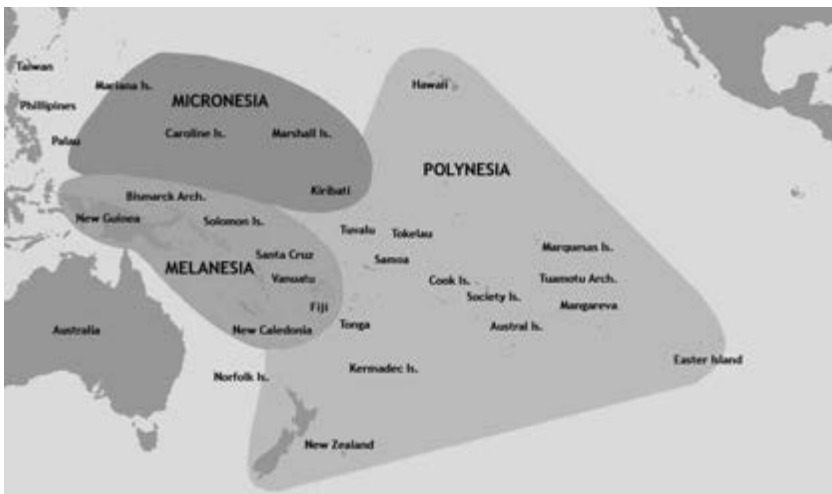 Taiwan
Mariana Is.
Hawaii
MICRONESIA
Phillipines
Caroline Is.
Marshall Is.
Palau
POLYNESIA
Kiribati
Bismarck Arch.
New Guinea
Solomon Is.
Tuvalu
Tokelau
Marquesas Is.
Santa Cruz
Samoa
MELANESIA
Vanuatu
Cook Is.
Tuamotu Arch.
Society Is.
Mangareva
Fiji
Australia
New Caledonia
Tonga
Austral Is.
Easter Island
Norfolk Is.
Kermadec Is.
New Zealand